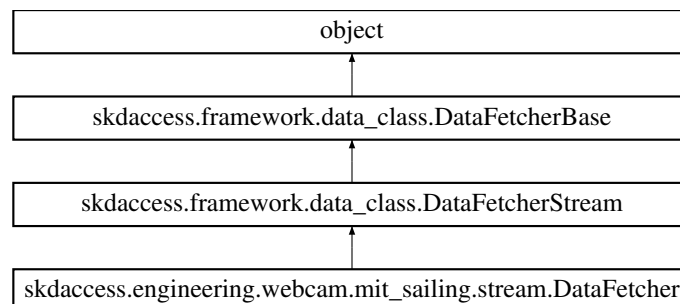 object
skdaccess.framework.data_class.DataFetcherBase
skdaccess.framework.data_class.DataFetcherStream
skdaccess.engineering.webcam.mit_sailing.stream.DataFetcher